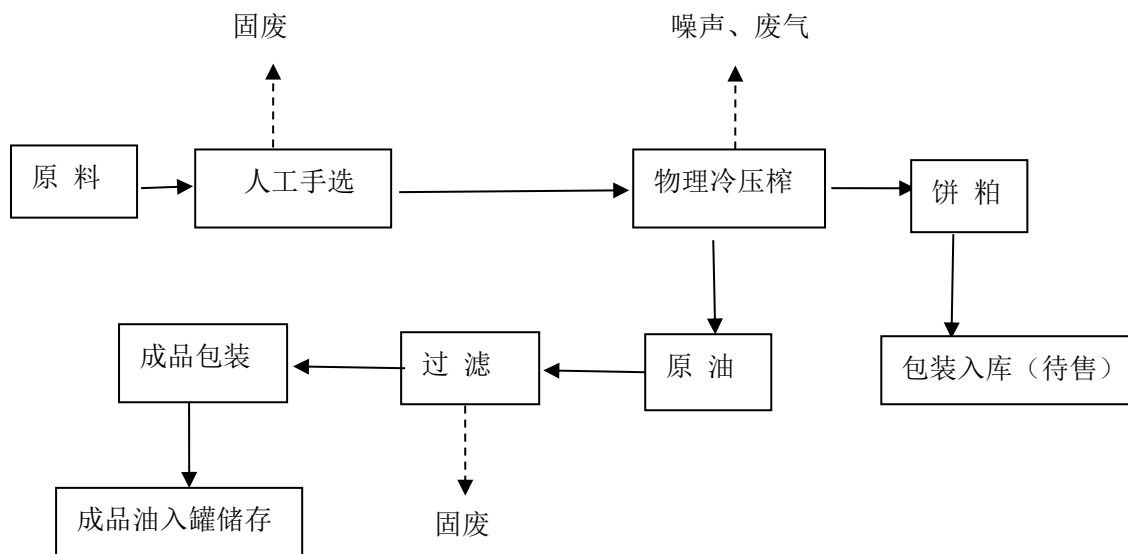 固废
噪声、废气
原 料
人工手选
物理冷压榨
饼 粕
成品包装
过 滤
原 油
包装入库（待售）
成品油入罐储存
固废